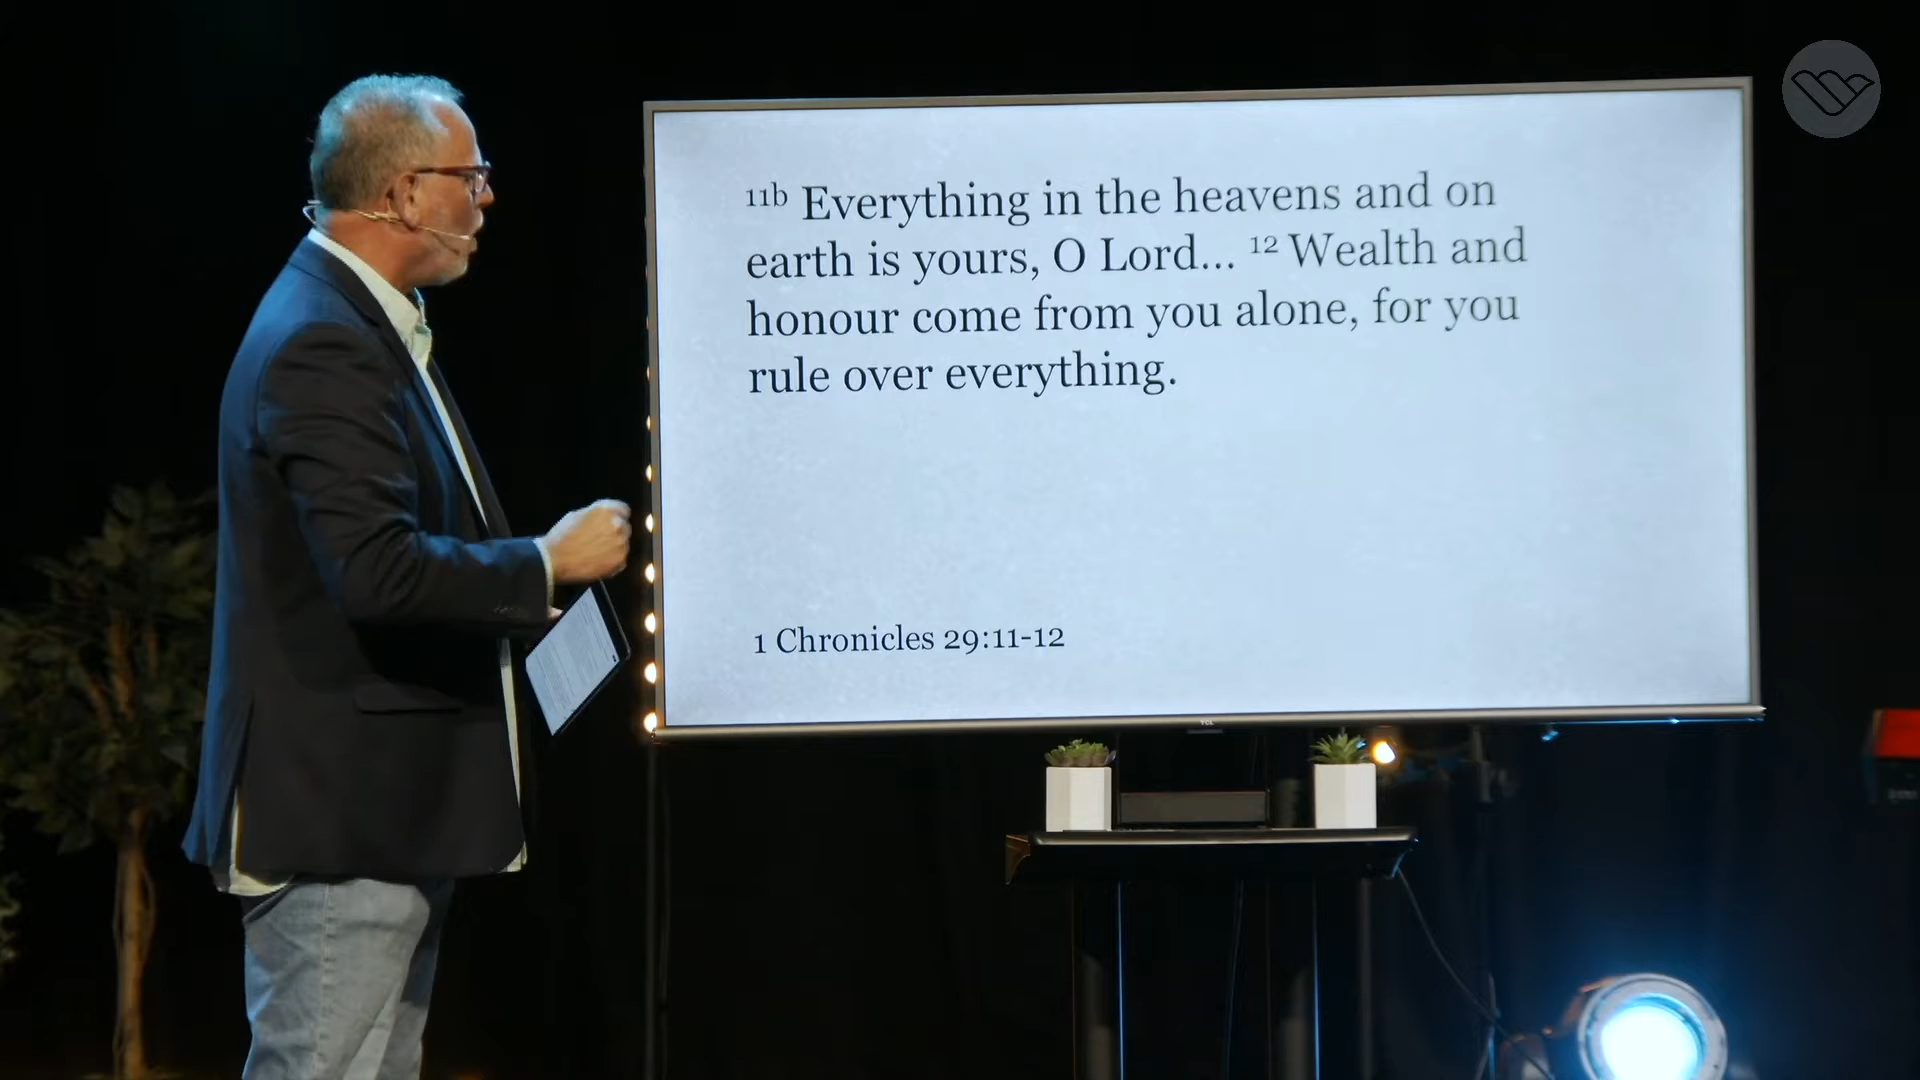 11b Everything in the heavens and on
earth is yours, O Lord... 12 Wealth and
honour come from you alone, for you
rule over everything.
1 Chronicles 29:11-12
TCL